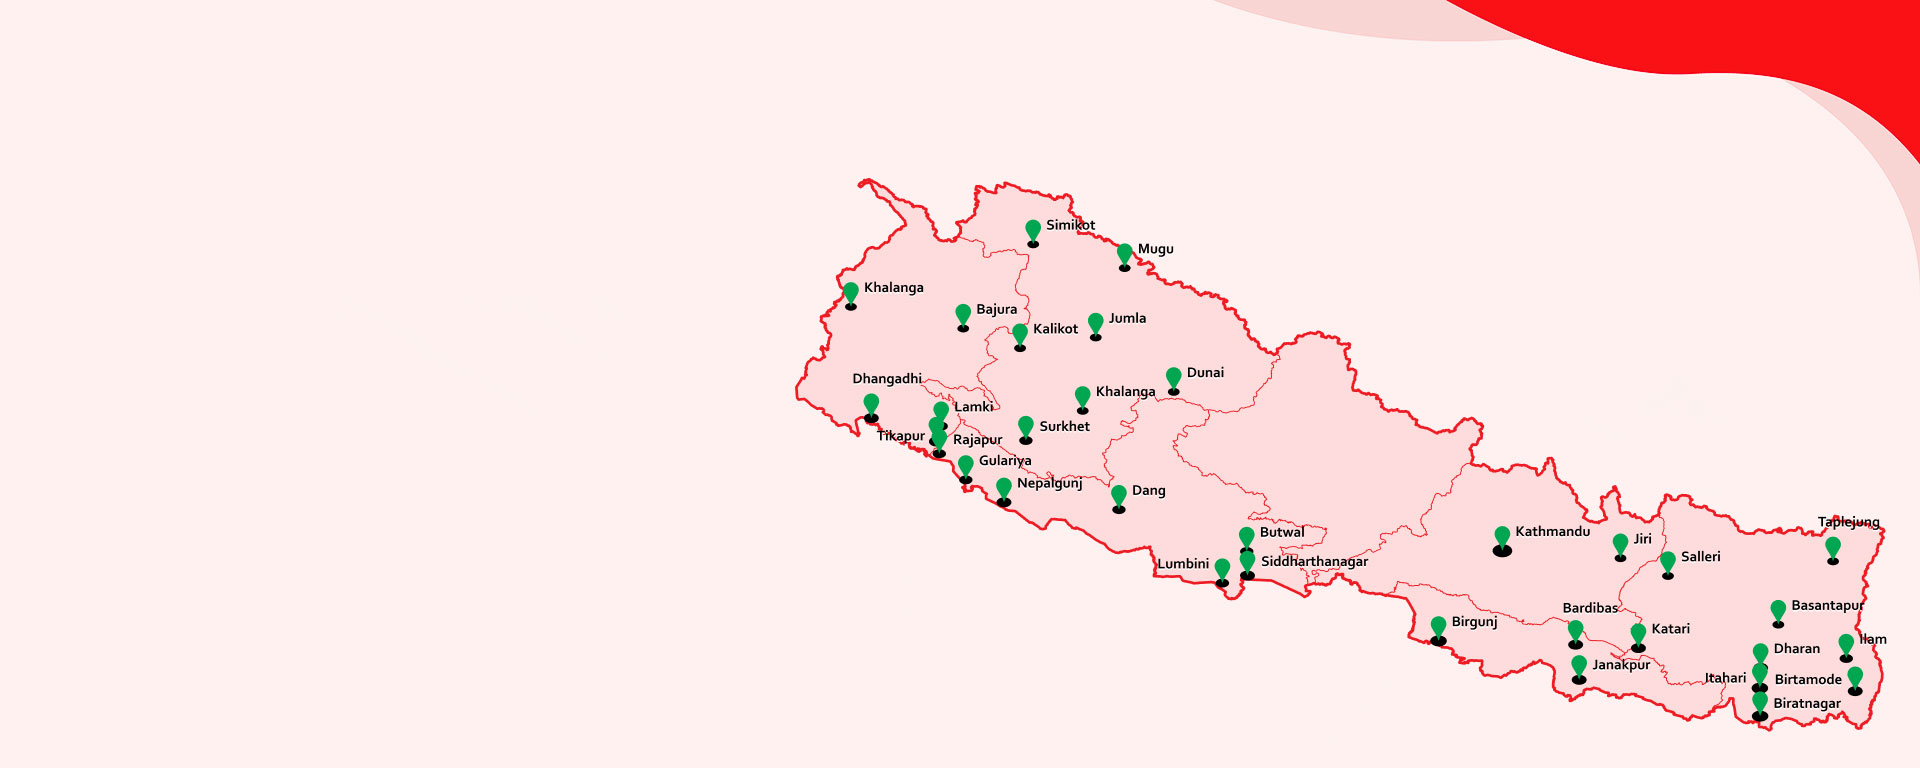 Simikot
Mugu
Khalanga
Bajura
Jumla
Kalikot
Dunai
Dhangadhi
Khalanga
Lamki
Surkhet
Tikapur
Rajapur
Gulariya
Nepalgunj
Dang
Taplejung
Kathmandu
Butwal
Jiri
Salleri
Siddharthanagar
Lumbini
Basantapur
Bardibas
Birgunj
Katari
Ilam
Dharan
Janakpur
Itahari
Birtamode
Biratnagar